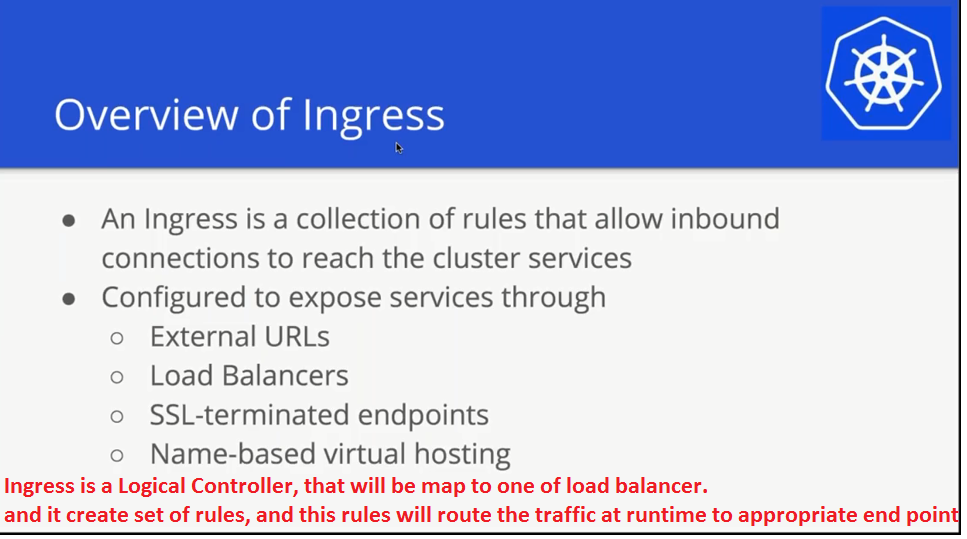 Overview of Ingress
An Ingress is a collection of rules that allow inbound
connections to reach the cluster services
Configured to expose services through
External URLs
Load Balancers
SSL-terminated endpoints
Name-based virtual hosting
Ingress is a Logical Controller, that will be map to one of load balancer.
and it create set of rules, and this rules will route the traffic at runtime to appropriate end point